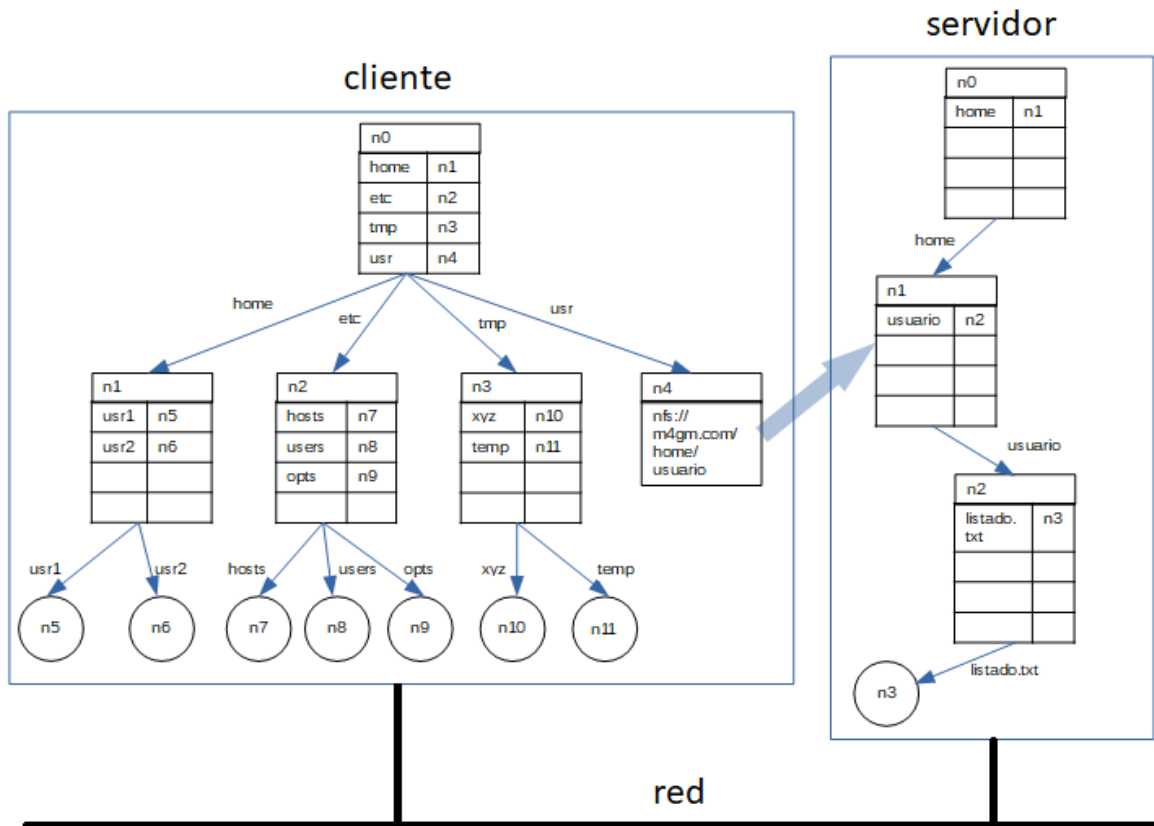 servidor
cliente
n0
home n1
etc n2
tmp n3
usr n4
home
etc
tmp
usr
n1
usr1 n5
usr2 n6
n2
hosts n7
users n8
opts n9
n3
xyz n10
temp n11
n4
nfs://
m4gm.com/
home/
usuario
usr1
usr2
hosts
users
opts
xyz
temp
n5
n6
n7
n8
n9
n10
n11
n0
home n1
home
n1
usuario n2
usuario
n2
listado. n3
txt
listado.txt
n3
red